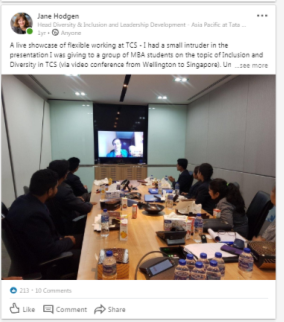 Jane Hodgen
Head Diversity & Inclusion and Leadership Development - Asia Pacific at Tata ...
1yr • Anyone
A live showcase of flexible working at TCS - I had a small intruder in the
presentation I was giving to a group of MBA students on the topic of Inclusion and
Diversity in TCS (via video conference from Wellington to Singapore). Un ...see more
213 · 10 Comments
Like Comment Share